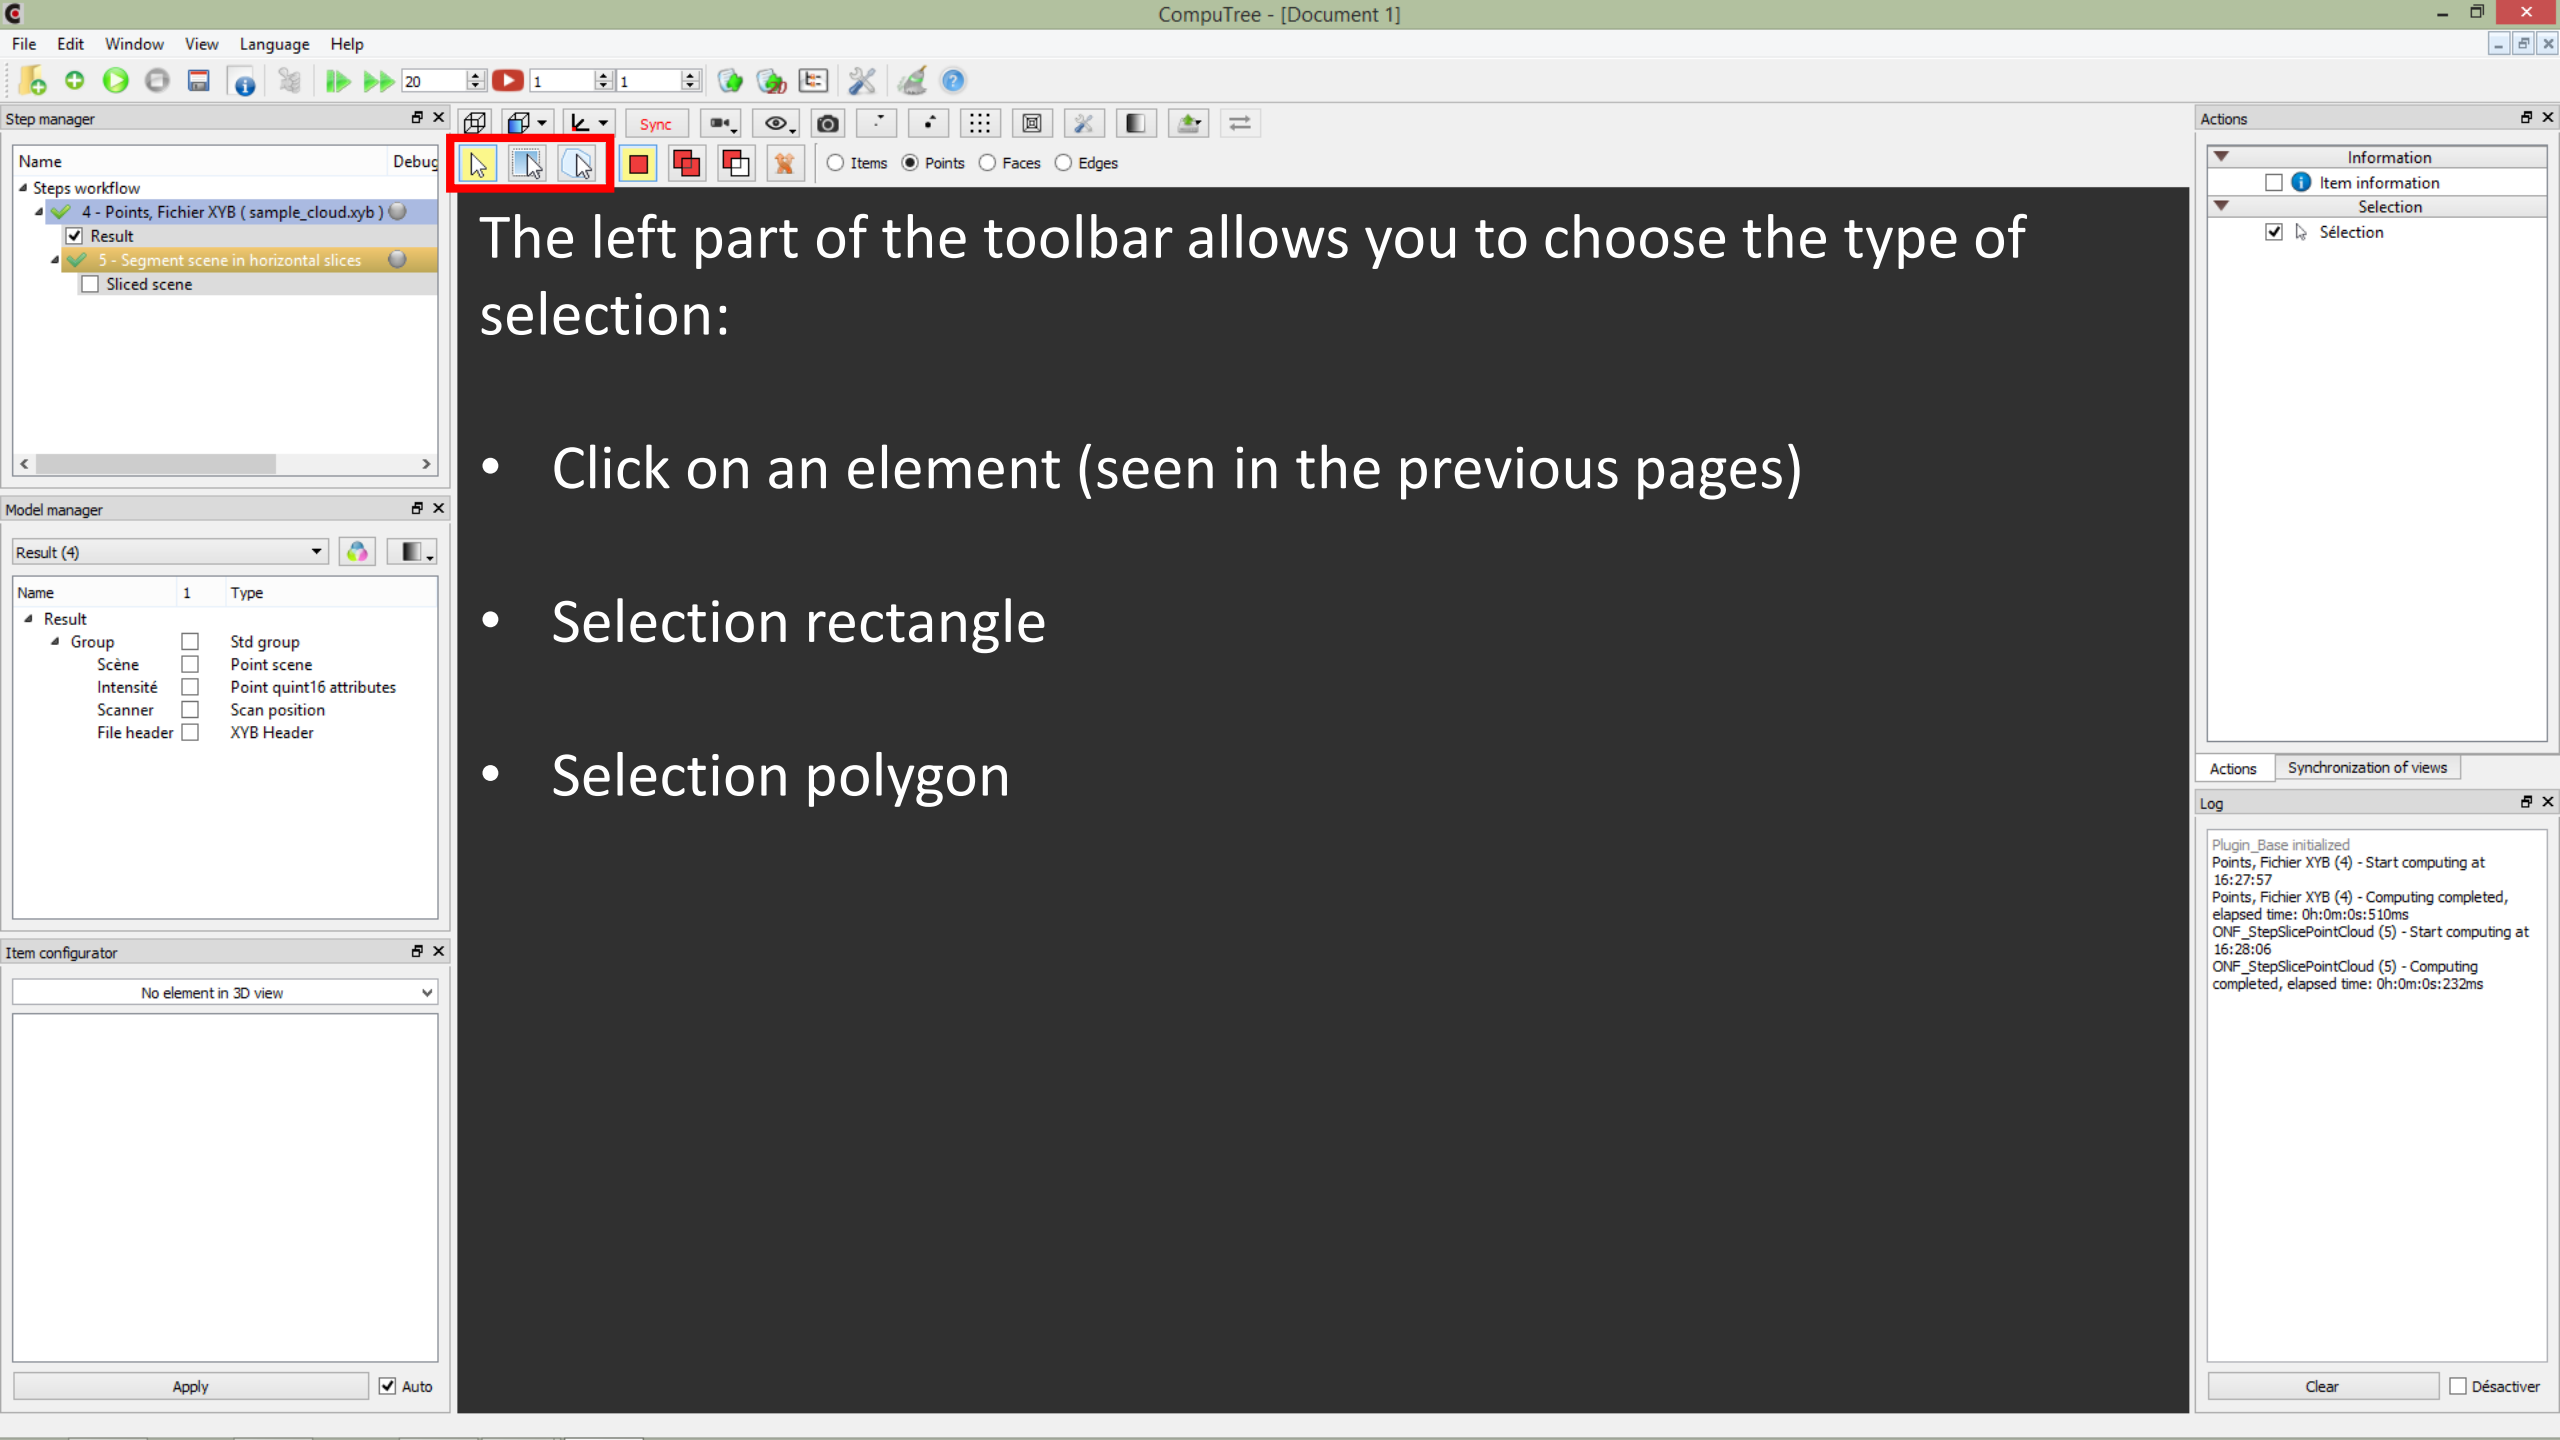 CompuTree - [Document 1]
File Edit Window View Language Help
20 1 1
Step manager
Name Debug
Steps workflow
4 - Points, Fichier XYB ( sample_cloud.xyb )
Result
5 - Segment scene in horizontal slices
Sliced scene
Model manager
Result (4)
Name 1 Type
Result
Group Std group
Scène Point scene
Intensité Point quint16 attributes
Scanner Scan position
File header XYB Header
Item configurator
No element in 3D view
Apply Auto
Sync
Items Points Faces Edges
The left part of the toolbar allows you to choose the type of
selection:
• Click on an element (seen in the previous pages)
• Selection rectangle
• Selection polygon
Actions
Information
Item information
Selection
Sélection
Actions Synchronization of views
Log
Plugin_Base initialized
Points, Fichier XYB (4) - Start computing at
16:27:57
Points, Fichier XYB (4) - Computing completed,
elapsed time: 0h:0m:0s:510ms
ONF_StepSlicePointCloud (5) - Start computing at
16:28:06
ONF_StepSlicePointCloud (5) - Computing
completed, elapsed time: 0h:0m:0s:232ms
Clear Désactiver